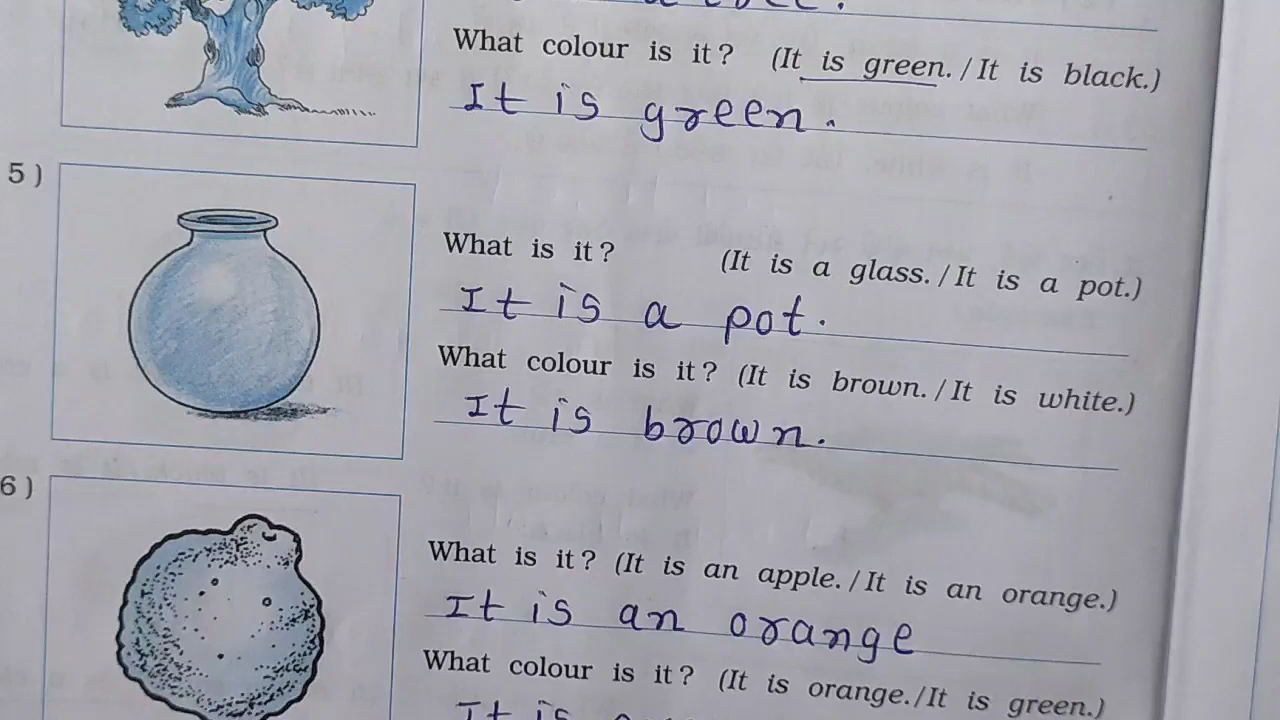 What colour is it? (It is green. / It is black.)
It is green.
5)
What is it? (It is a glass. / It is a pot.)
It is a pot.
What colour is it? (It is brown. / It is white.)
It is brown.
6)
What is it? (It is an apple. / It is an orange.)
It is an orange
What colour is it? (It is orange./It is green.)
It is